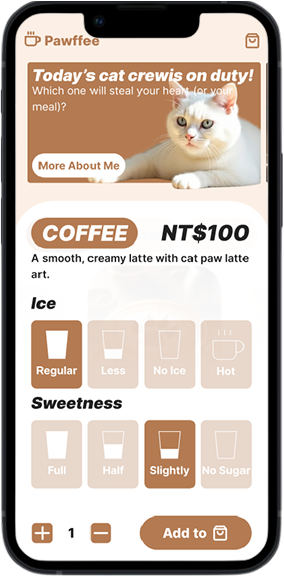 Pawffee
Today's cat crewis on duty!
Which one will steal your heart (or your
meal)?
More About Me
COFFEE NT$100
A smooth, creamy latte with cat paw latte
art.
Ice
Regular Less No Ice Hot
Sweetness
Full Half Slightly No Sugar
1 Add to